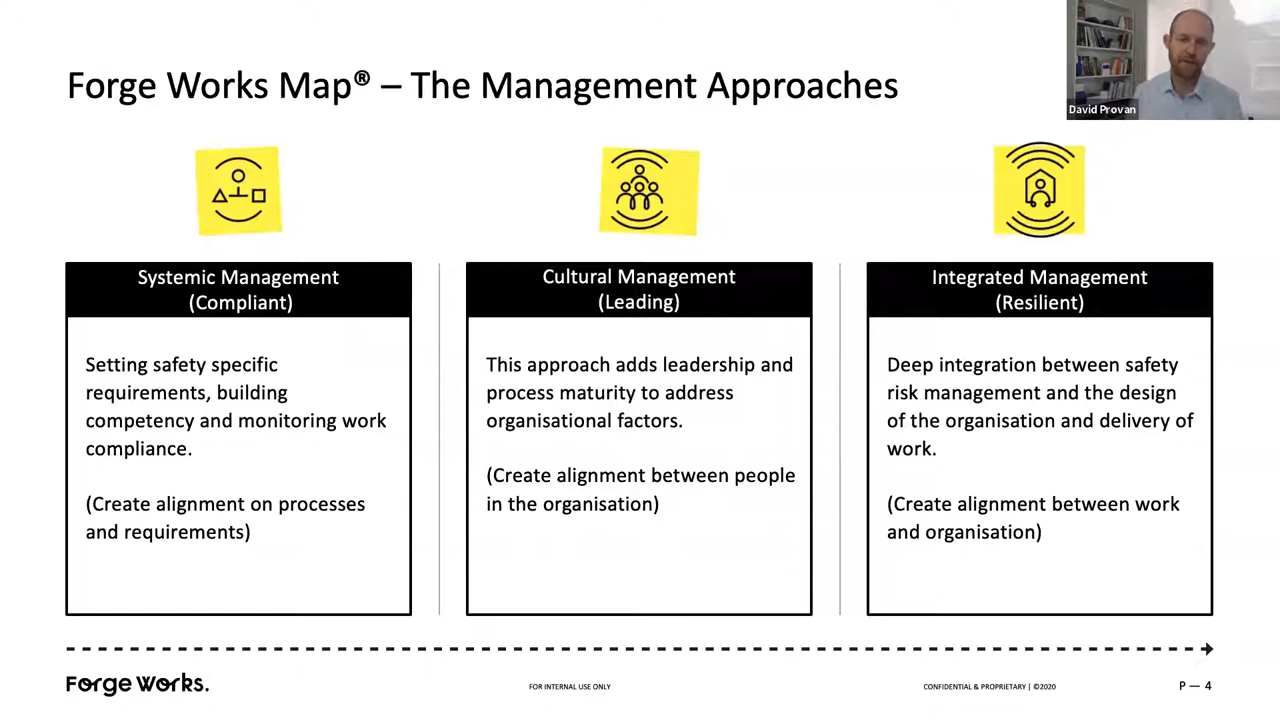 Forge Works Map® – The Management Approaches
David Provan
Systemic Management
(Compliant)
Setting safety specific
requirements, building
competency and monitoring work
compliance.
(Create alignment on processes
and requirements)
Cultural Management
(Leading)
This approach adds leadership and
process maturity to address
organisational factors.
(Create alignment between people
in the organisation)
Integrated Management
(Resilient)
Deep integration between safety
risk management and the design
of the organisation and delivery of
work.
(Create alignment between work
and organisation)
Forge Works.
FOR INTERNAL USE ONLY
CONFIDENTIAL & PROPRIETARY | ©2020
P — 4